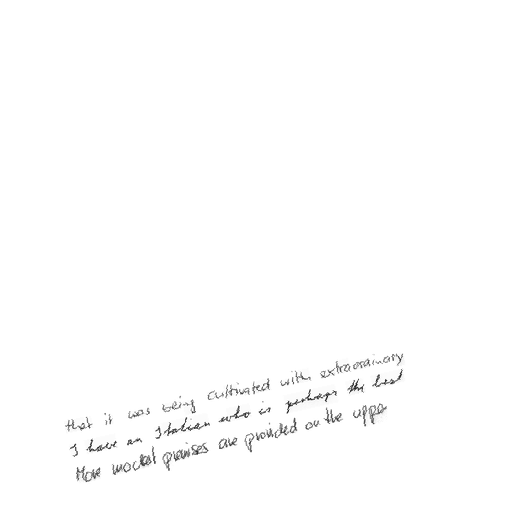 that it was being cultivated with extraordinary
I have an Italian who is perhaps the best
More modest premises are provided on the upper